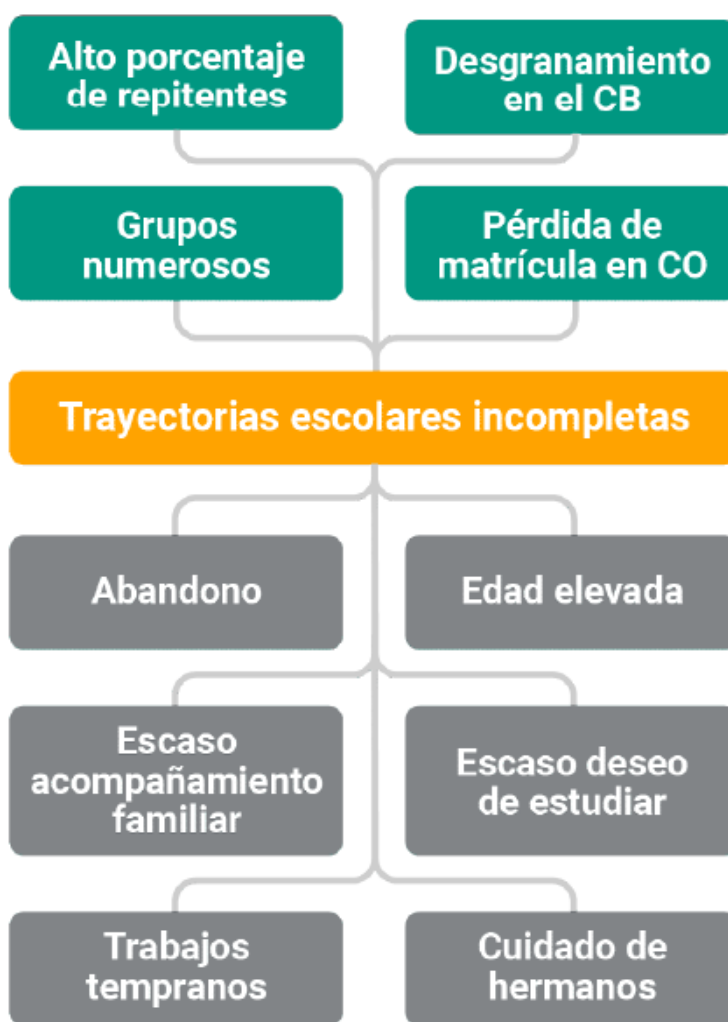 Alto porcentaje
de repitentes
Desgranamiento
en el CB
Grupos
numerosos
Pérdida de
matrícula en CO
Trayectorias escolares incompletas
Abandono
Edad elevada
Escaso
acompañamiento
familiar
Escaso deseo
de estudiar
Trabajos
tempranos
Cuidado de
hermanos